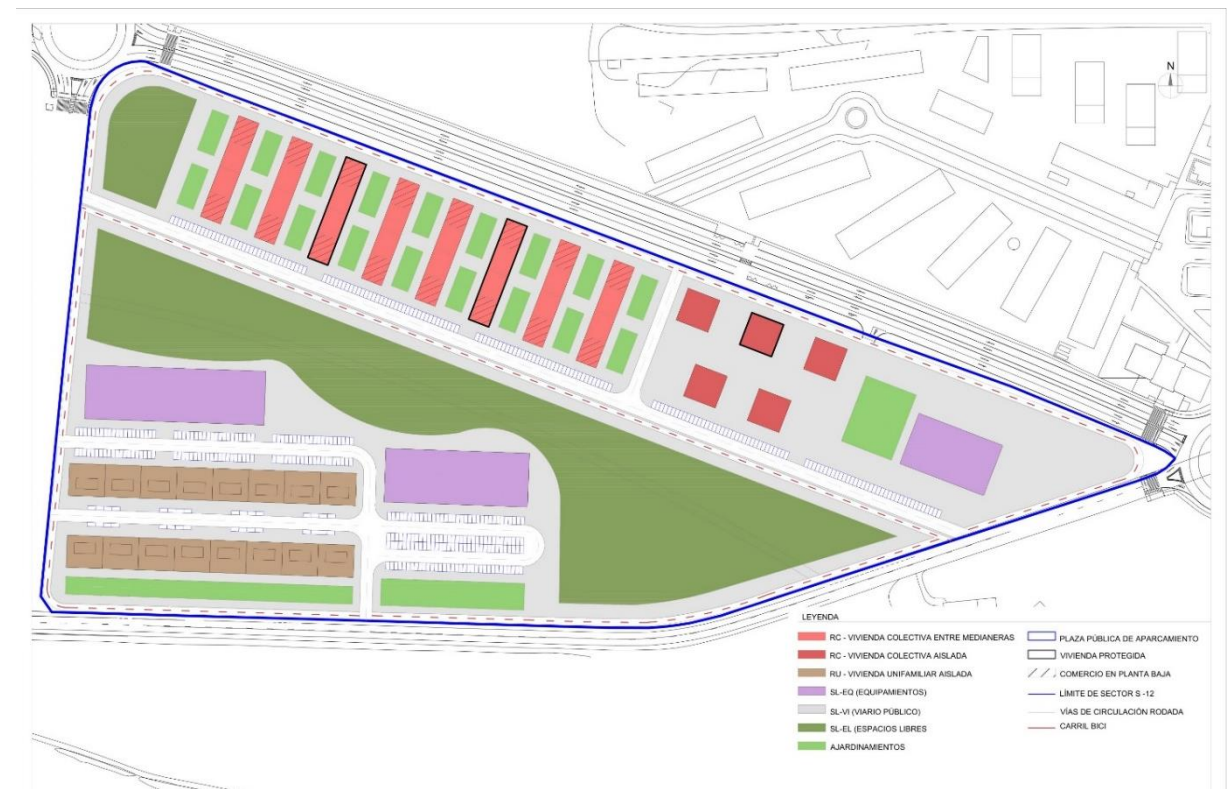 N
LEYENDA
RC - VIVIENDA COLECTIVA ENTRE MEDIANERAS
RC - VIVIENDA COLECTIVA AISLADA
RU - VIVIENDA UNIFAMILIAR AISLADA
SL-EQ (EQUIPAMIENTOS)
SL-VI (VIARIO PÚBLICO)
SL-EL (ESPACIOS LIBRES
AJARDINAMIENTOS
PLAZA PÚBLICA DE APARCAMIENTO
VIVIENDA PROTEGIDA
COMERCIO EN PLANTA BAJA
LÍMITE DE SECTOR S -12
VÍAS DE CIRCULACIÓN RODADA
CARRIL BICI